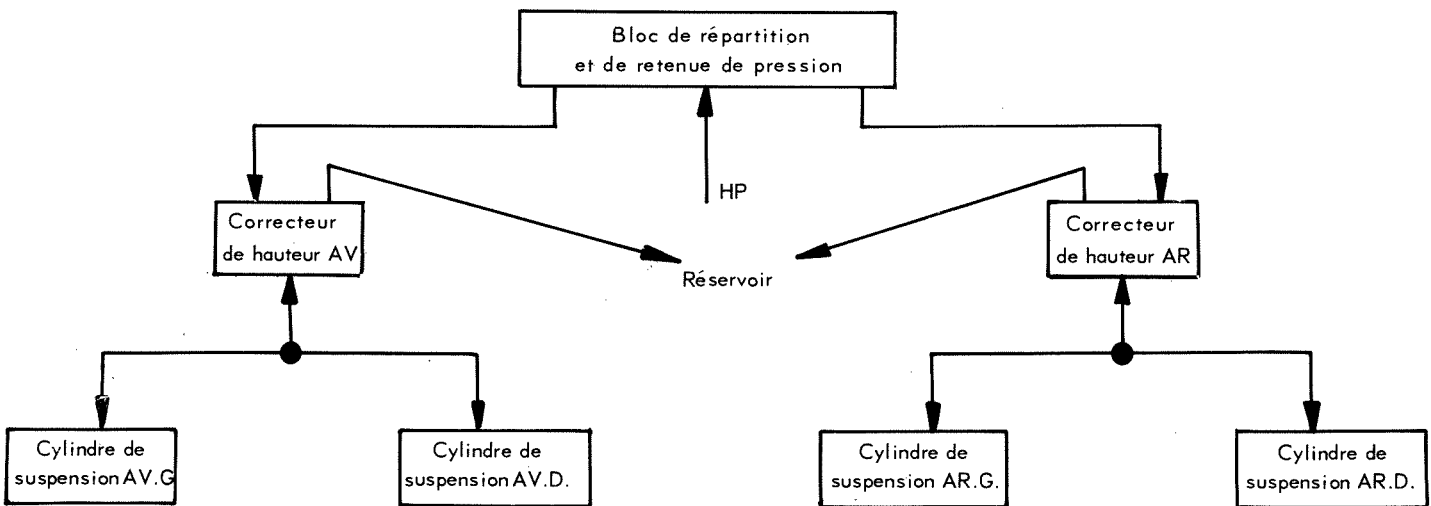 Bloc de répartition
et de retenue de pression
HP
Correcteur
de hauteur AV
Correcteur
de hauteur AR
Réservoir
Cylindre de
suspension AV.G
Cylindre de
suspension AV.D.
Cylindre de
suspension AR.G.
Cylindre de
suspension AR.D.